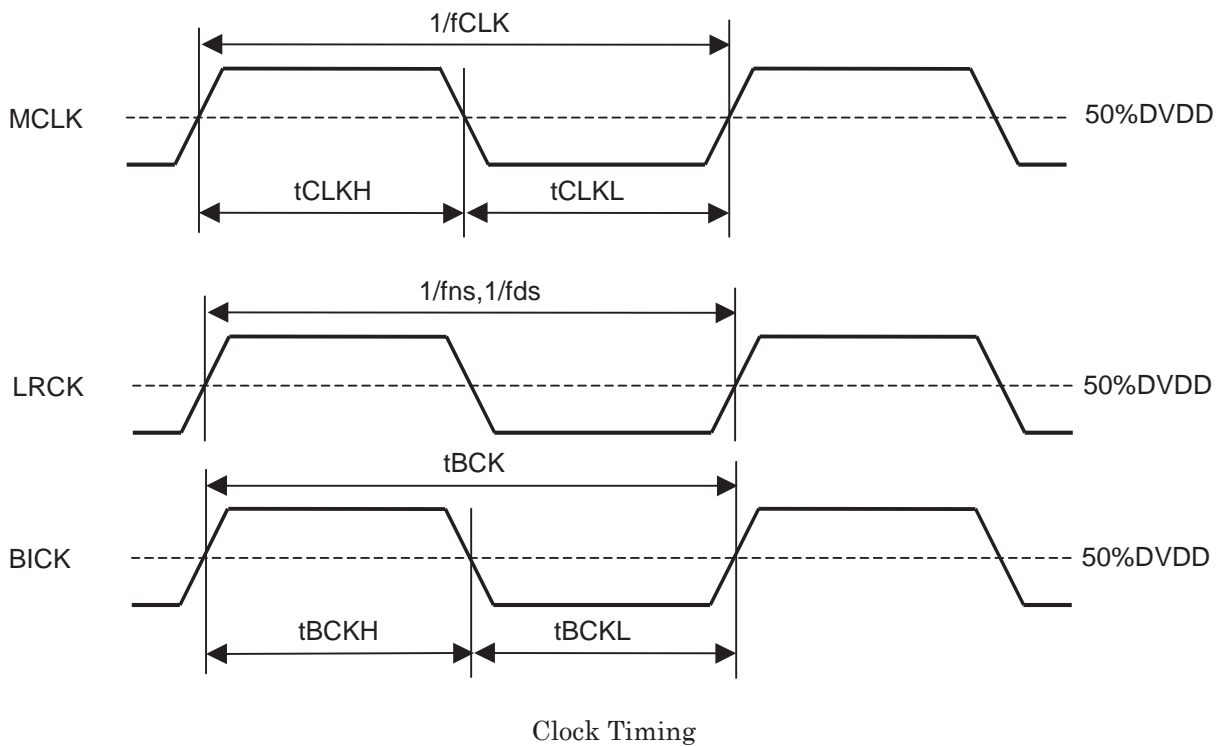 1/fCLK
MCLK
50%DVDD
tCLKH
tCLKL
1/fns,1/fds
LRCK
50%DVDD
tBCK
BICK
50%DVDD
tBCKH
tBCKL
Clock Timing